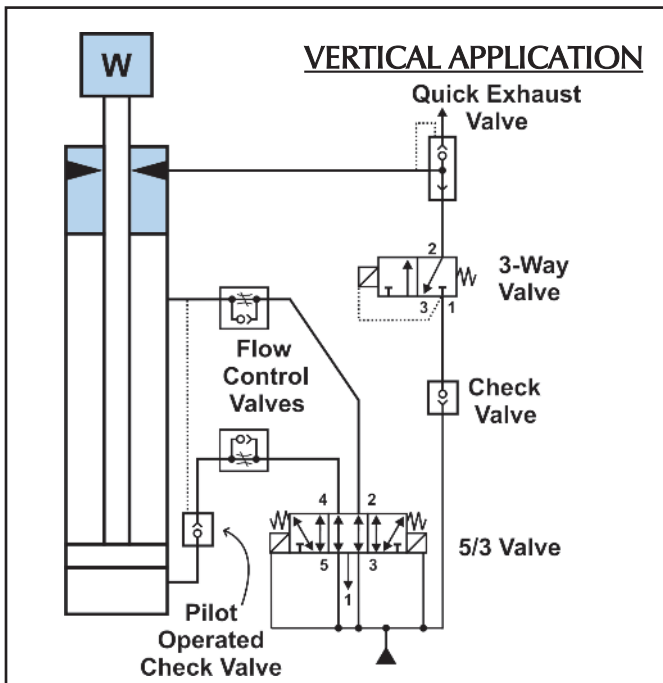 VERTICAL APPLICATION
W
Quick Exhaust
Valve
2
3-Way
Valve
3 1
Flow
Control
Valves
Check
Valve
4 2
5/3 Valve
5 3
1
Pilot
Operated
Check Valve